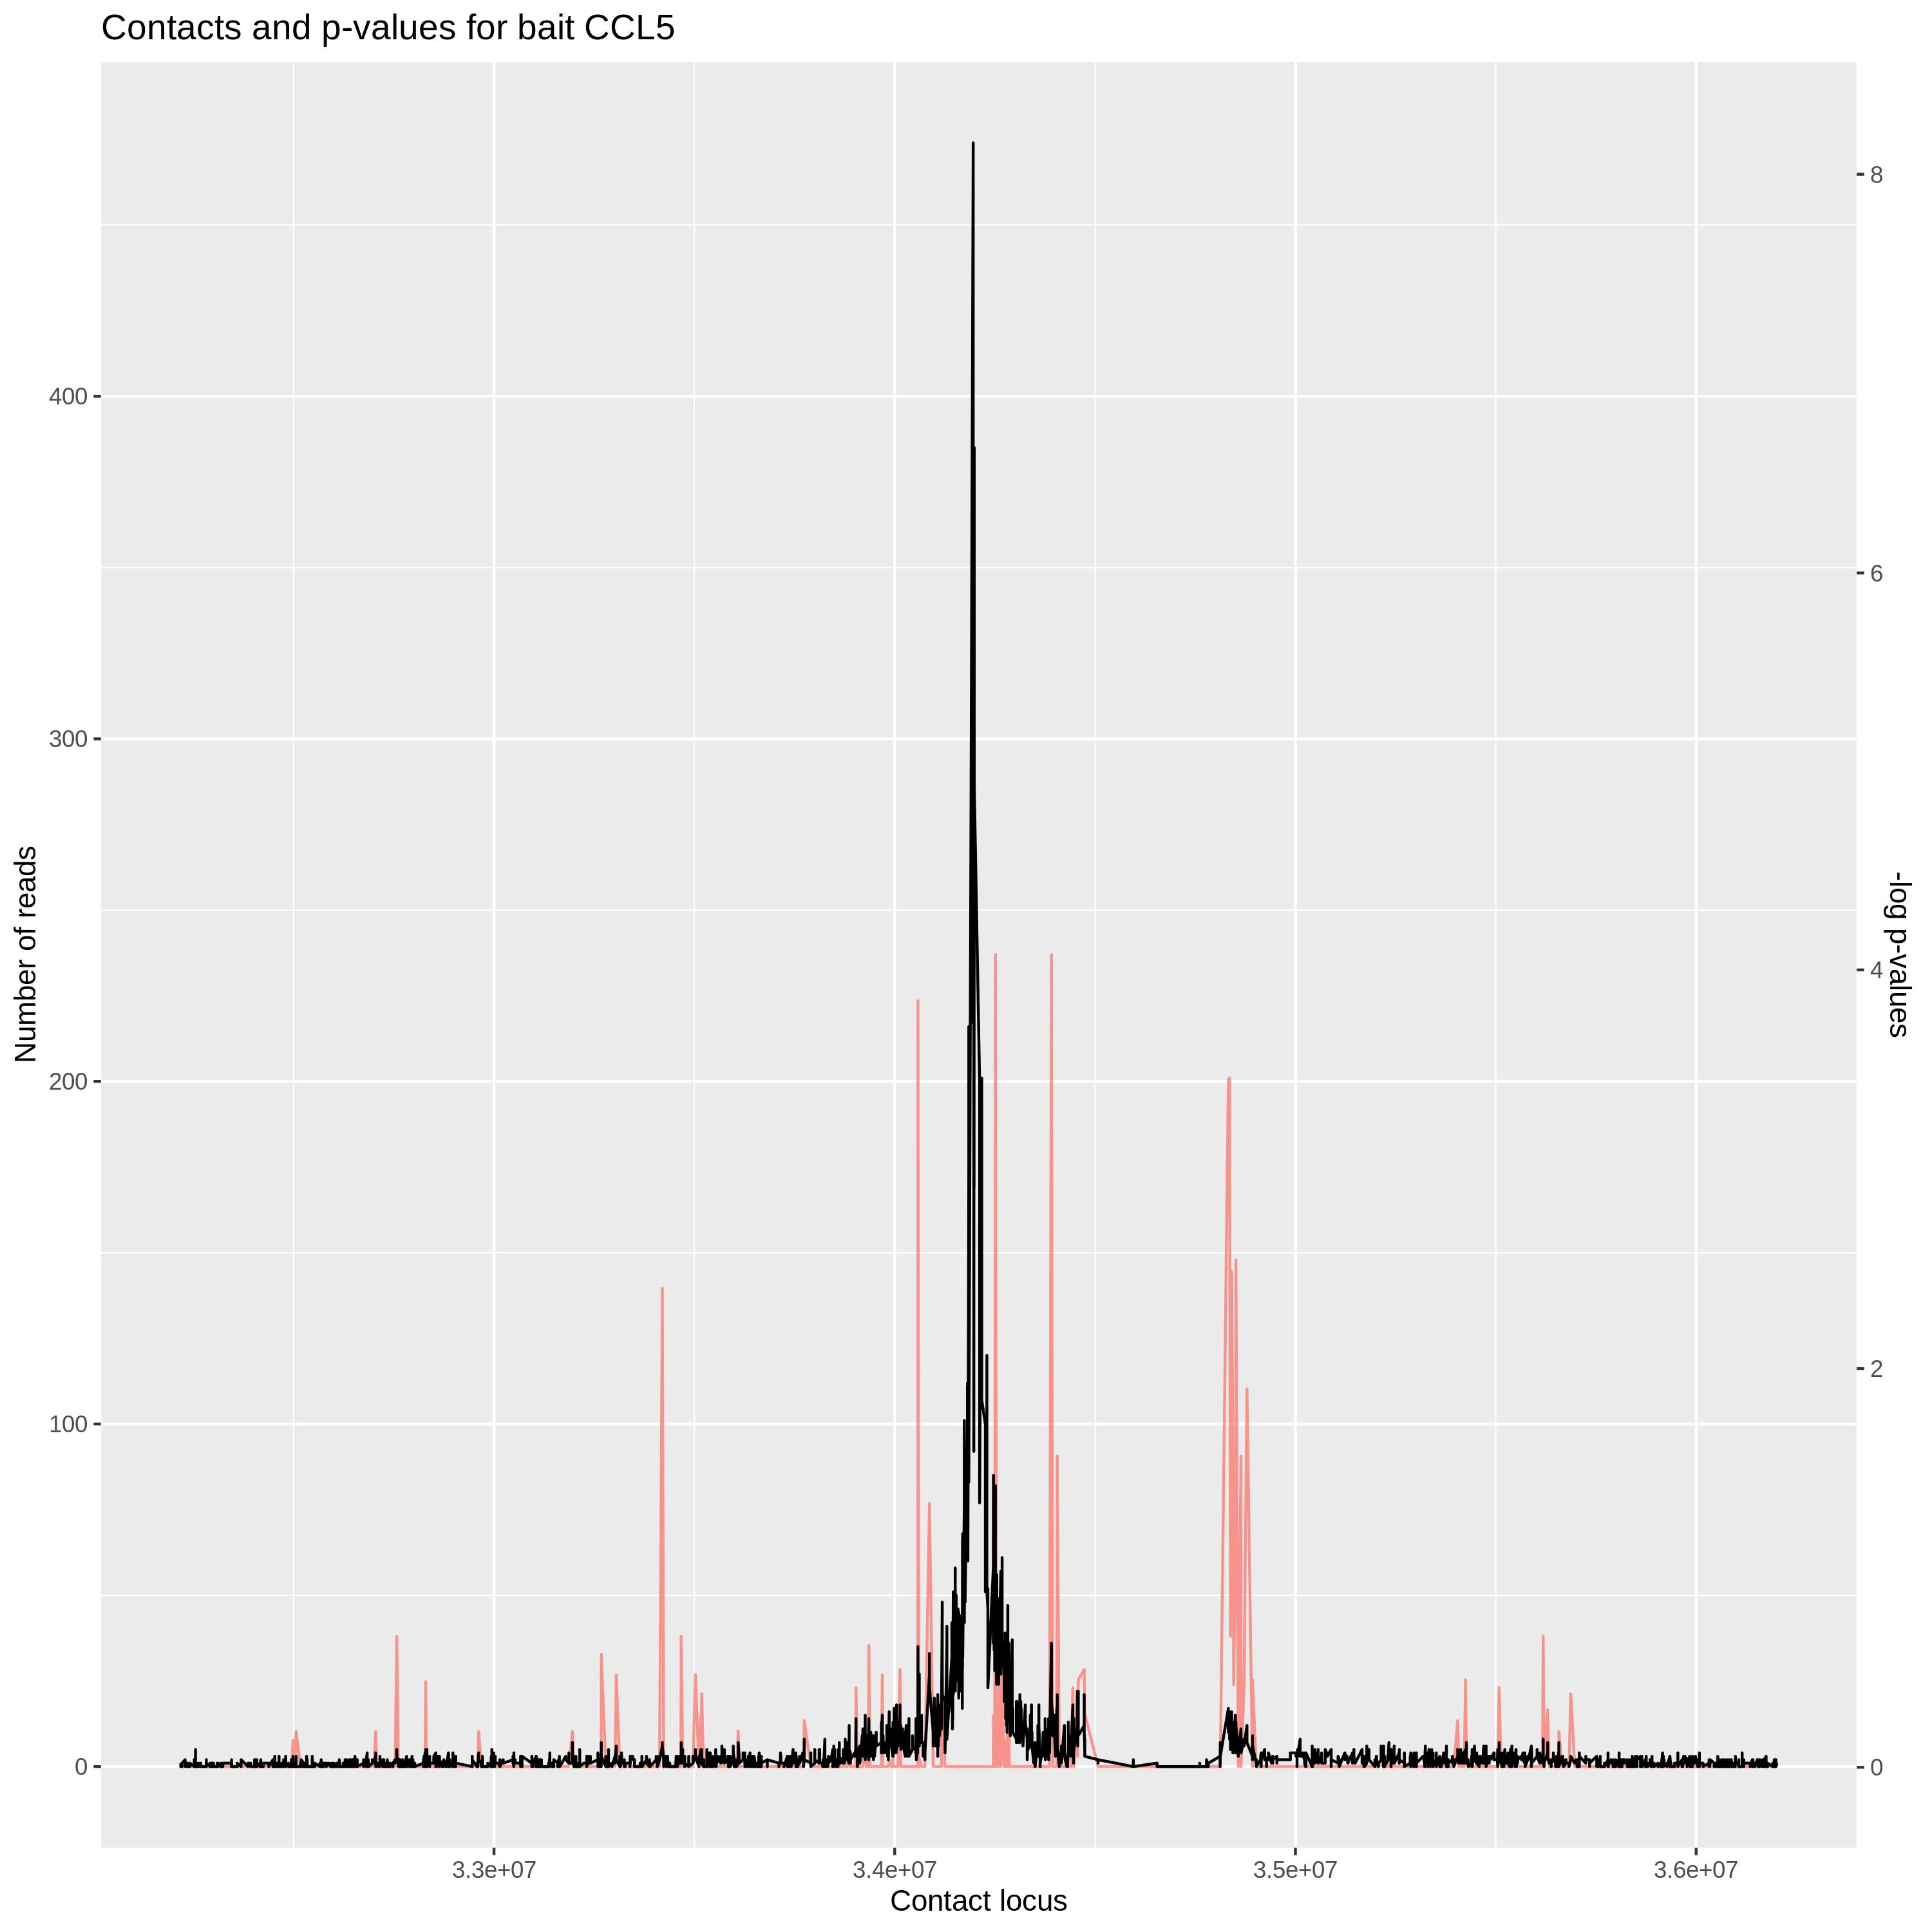 Contacts and p-values for bait CCL5
400
300
200
100
0
Number of reads
8
6
4
2
0
-log p-values
3.3e+07
3.4e+07
3.5e+07
3.6e+07
Contact locus